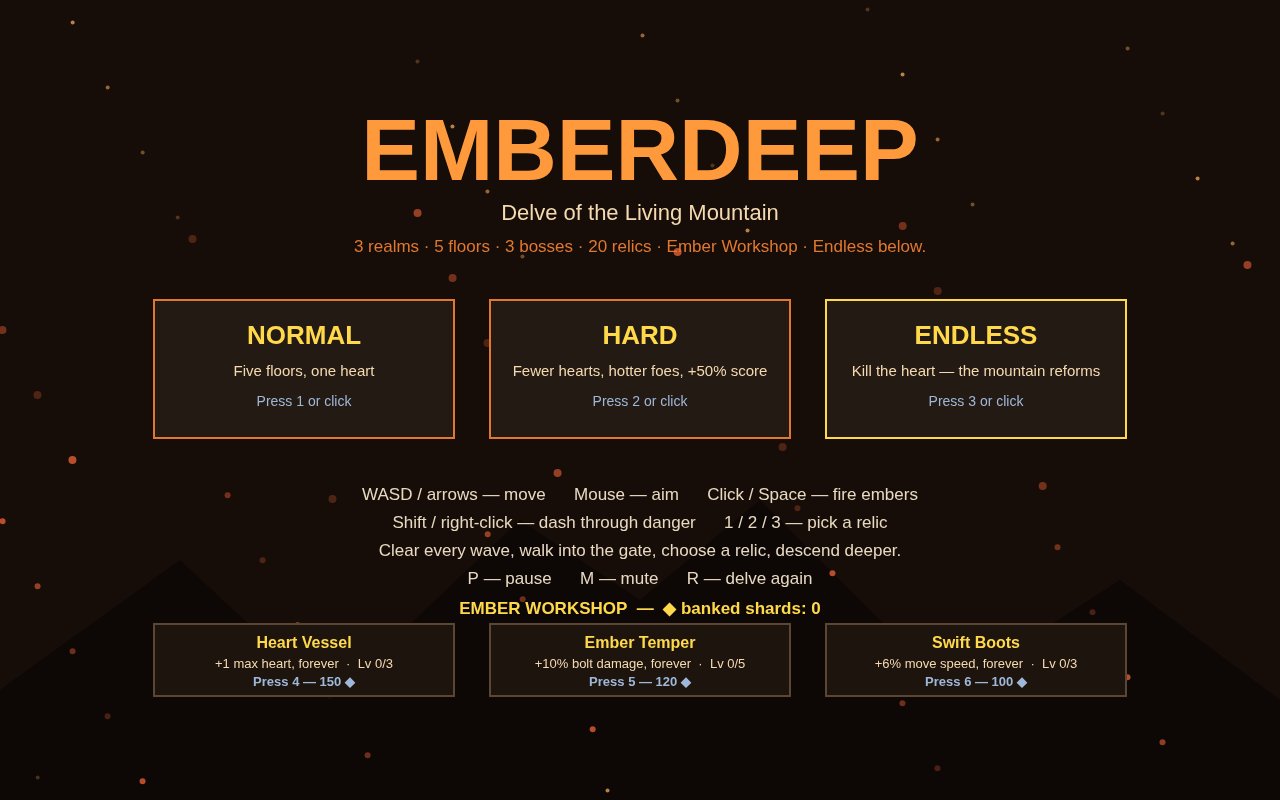 EMBERDEEP
Delve of the Living Mountain
3 realms · 5 floors · 3 bosses · 20 relics · Ember Workshop · Endless below.
NORMAL
Five floors, one heart
Press 1 or click
HARD
Fewer hearts, hotter foes, +50% score
Press 2 or click
ENDLESS
Kill the heart — the mountain reforms
Press 3 or click
WASD / arrows — move Mouse — aim Click / Space — fire embers
Shift / right-click — dash through danger 1 / 2 / 3 — pick a relic
Clear every wave, walk into the gate, choose a relic, descend deeper.
P — pause M — mute R — delve again
EMBER WORKSHOP — ◆ banked shards: 0
Heart Vessel
+1 max heart, forever · Lv 0/3
Press 4 — 150 ◆
Ember Temper
+10% bolt damage, forever · Lv 0/5
Press 5 — 120 ◆
Swift Boots
+6% move speed, forever · Lv 0/3
Press 6 — 100 ◆